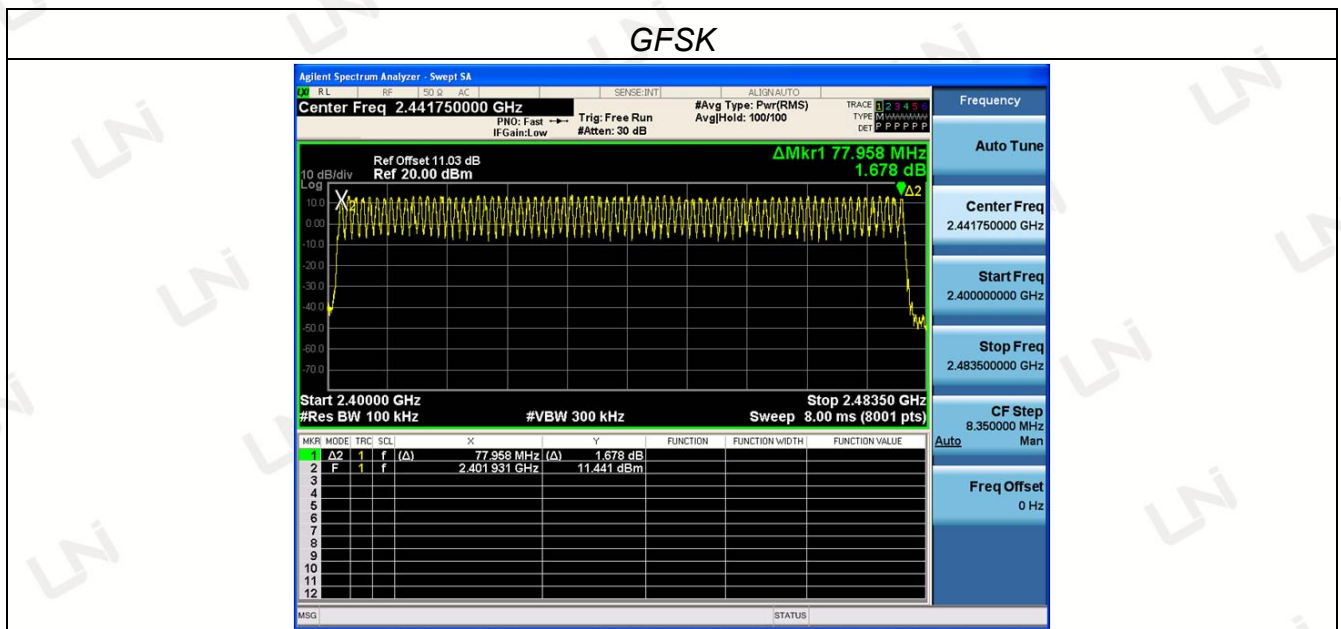 GFSK
Agilent Spectrum Analyzer - Swept SA
LXI RL RF 50 Ω AC SENSE:INT ALIGNAUTO
Center Freq 2.441750000 GHz
PNO: Fast
IFGain:Low
Trig: Free Run
#Atten: 30 dB
#Avg Type: Pwr(RMS)
Avg|Hold: 100/100
TRACE 1 2 3 4 5 6
TYPE MWWWWW
DET P P P P P P
ΔMkr1 77.958 MHz
1.678 dB
Ref Offset 11.03 dB
10 dB/div Ref 20.00 dBm
Log
10.0
0.00
-10.0
-20.0
-30.0
-40.0
-50.0
-60.0
-70.0
X2
Δ2
Start 2.40000 GHz Stop 2.48350 GHz
#Res BW 100 kHz #VBW 300 kHz Sweep 8.00 ms (8001 pts)
MKR MODE TRC SCL X Y FUNCTION FUNCTION WIDTH FUNCTION VALUE
1 Δ2 1 f (Δ) 77.958 MHz (Δ) 1.678 dB
2 F 1 f 2.401 931 GHz 11.441 dBm
3
4
5
6
7
8
9
10
11
12
MSG STATUS
Frequency
Auto Tune
Center Freq
2.441750000 GHz
Start Freq
2.400000000 GHz
Stop Freq
2.483500000 GHz
CF Step
8.350000 MHz
Auto Man
Freq Offset
0 Hz
LNi